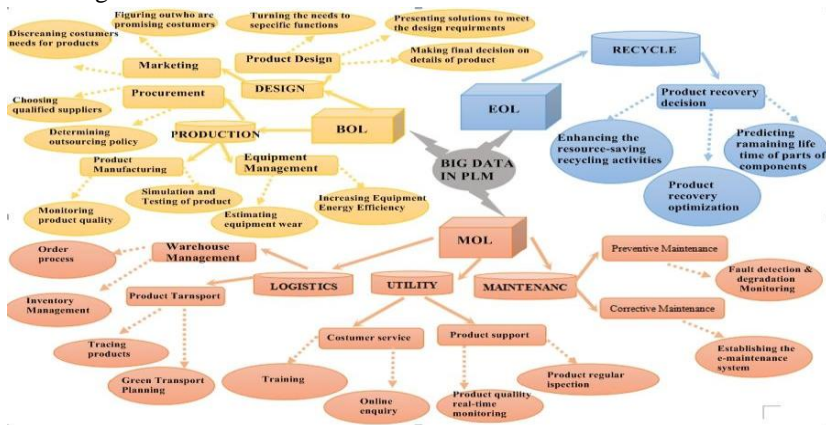 Figuring outwho are
promising costumers
Turning the needs to
sepecific functions
Presenting solutions to meet
the design requirments
Discreaning costumers
needs for products
Marketing
Product Design
Making final decision on
details of product
RECYCLE
Procurement
DESIGN
EOL
Product recovery
decision
Choosing
qualified suppliers
PRODUCTION
BOL
Determining
outsourcing policy
Enhancing the
resource-saving
recycling activities
Predicting
ramaining life
time of parts of
components
Product
Manufacturing
Equipment
Management
BIG DATA
IN PLM
Product
recovery
optimization
Simulation and
Testing of product
Increasing Equipment
Energy Efficiency
Monitoring
product quality
Estimating
equipment wear
MOL
Order
process
Warehouse
Management
Preventive Maintenance
Fault detection &
degradation
Monitoring
LOGISTICS
UTILITY
MAINTENANC
Inventory
Management
Product Tarnsport
Corrective Maintenance
Costumer service
Product support
Tracing
products
Establishing the
e-maintenance
system
Green Transport
Planning
Training
Product regular
ispection
Online
enquiry
Product qualilty
real-time
monitoring